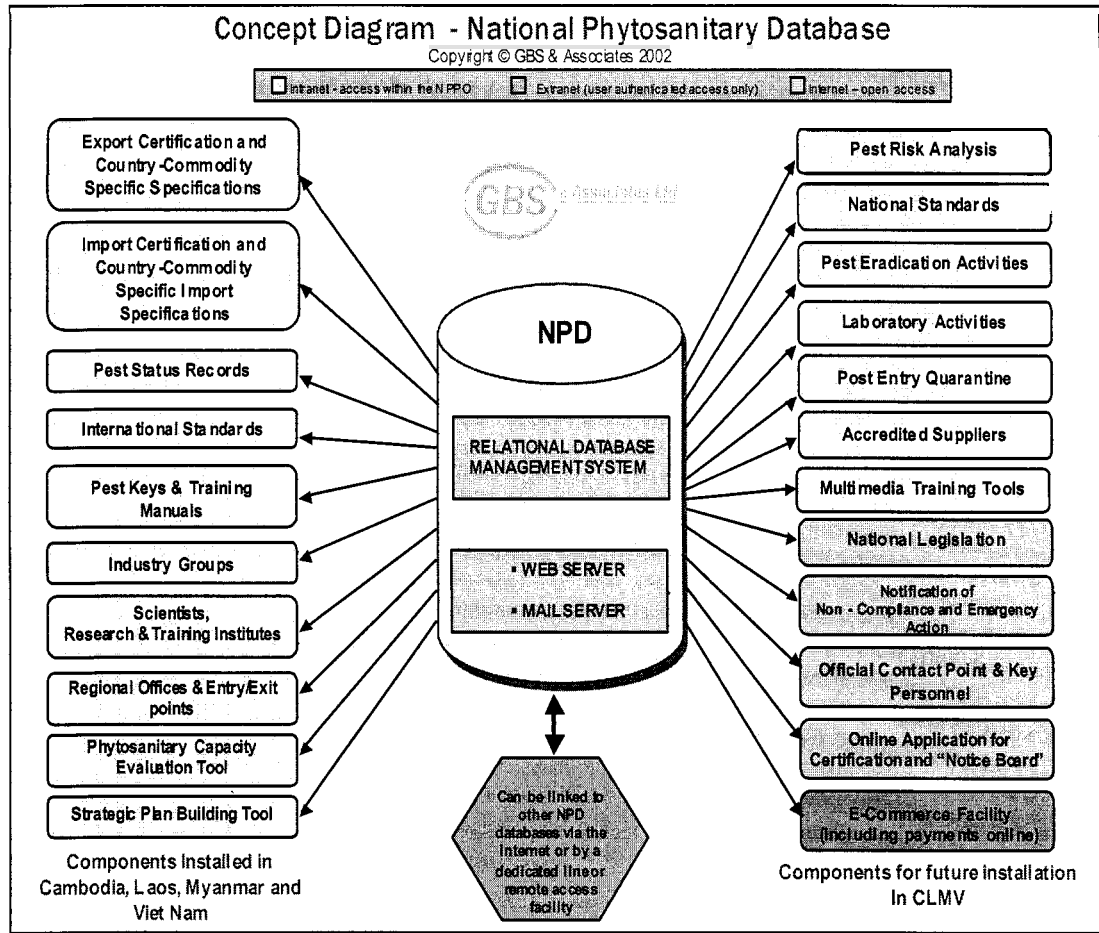 Concept Diagram - National Phytosanitary Database
Copyright © GBS & Associates 2002
Intranet - access within the NPPO / Extranet (user authenticated access only) / Internet – open access
Export Certification and
Country -Commodity
Specific Specifications
Import Certification and
Country-Commodity
Specific Import
Specifications
Pest Status Records
International Standards
Pest Keys & Training
Manuals
Industry Groups
Scientists,
Research & Training Institutes
Regional Offices & Entry/Exit
points
Phytosanitary Capacity
Evaluation Tool
Strategic Plan Building Tool
Components Installed in
Cambodia, Laos, Myanmar and
Viet Nam
GBS & Associates Ltd
NPD
RELATIONAL DATABASE
MANAGEMENT SYSTEM
▪ WEB SERVER
▪ MAIL SERVER
Can be linked to
other NPD
databases via the
Internet or by a
dedicated line or
remote access
facility
Pest Risk Analysis
National Standards
Pest Eradication Activities
Laboratory Activities
Post Entry Quarantine
Accredited Suppliers
Multimedia Training Tools
National Legislation
Notification of
Non - Compliance and Emergency
Action
Official Contact Point & Key
Personnel
Online Application for
Certification and "Notice Board"
E-Commerce Facility
(including payments online)
Components for future installation
In CLMV